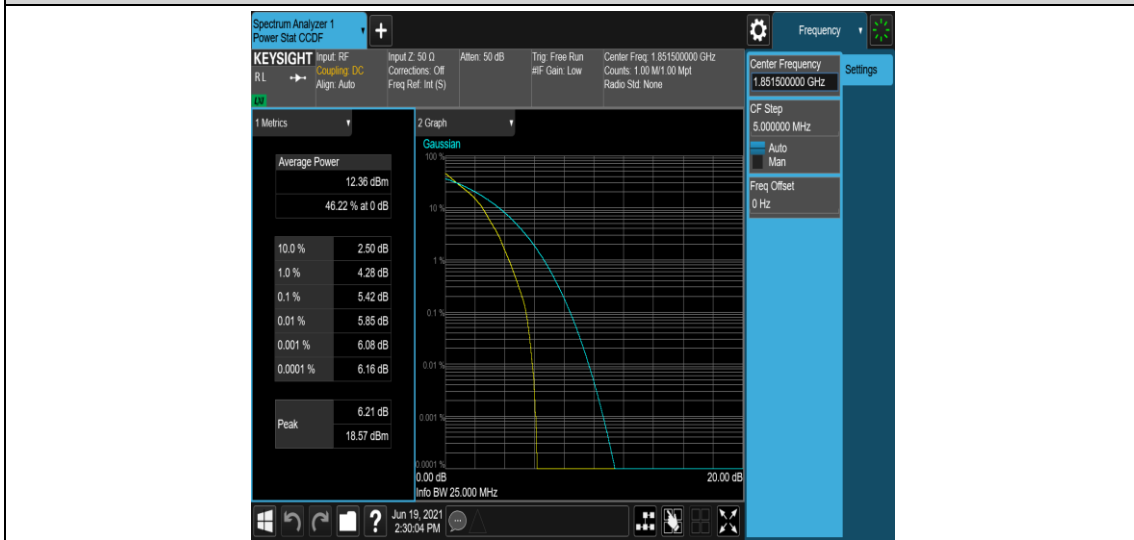 Spectrum Analyzer 1
Power Stat CCDF
Frequency
KEYSIGHT
RL
LXI
Input: RF
Coupling: DC
Align: Auto
Input Z: 50 Ω
Corrections: Off
Freq Ref: Int (S)
Atten: 50 dB
Trig: Free Run
#IF Gain: Low
Center Freq: 1.851500000 GHz
Counts: 1.00 M/1.00 Mpt
Radio Std: None
Center Frequency
1.851500000 GHz
Settings
CF Step
5.000000 MHz
Auto
Man
Freq Offset
0 Hz
1 Metrics
Average Power
12.36 dBm
46.22 % at 0 dB
10.0 % 2.50 dB
1.0 % 4.28 dB
0.1 % 5.42 dB
0.01 % 5.85 dB
0.001 % 6.08 dB
0.0001 % 6.16 dB
Peak
6.21 dB
18.57 dBm
2 Graph
Gaussian
100 %
10 %
1 %
0.1 %
0.01 %
0.001 %
0.0001 %
0.00 dB 20.00 dB
Info BW 25.000 MHz
?
Jun 19, 2021
2:30:04 PM